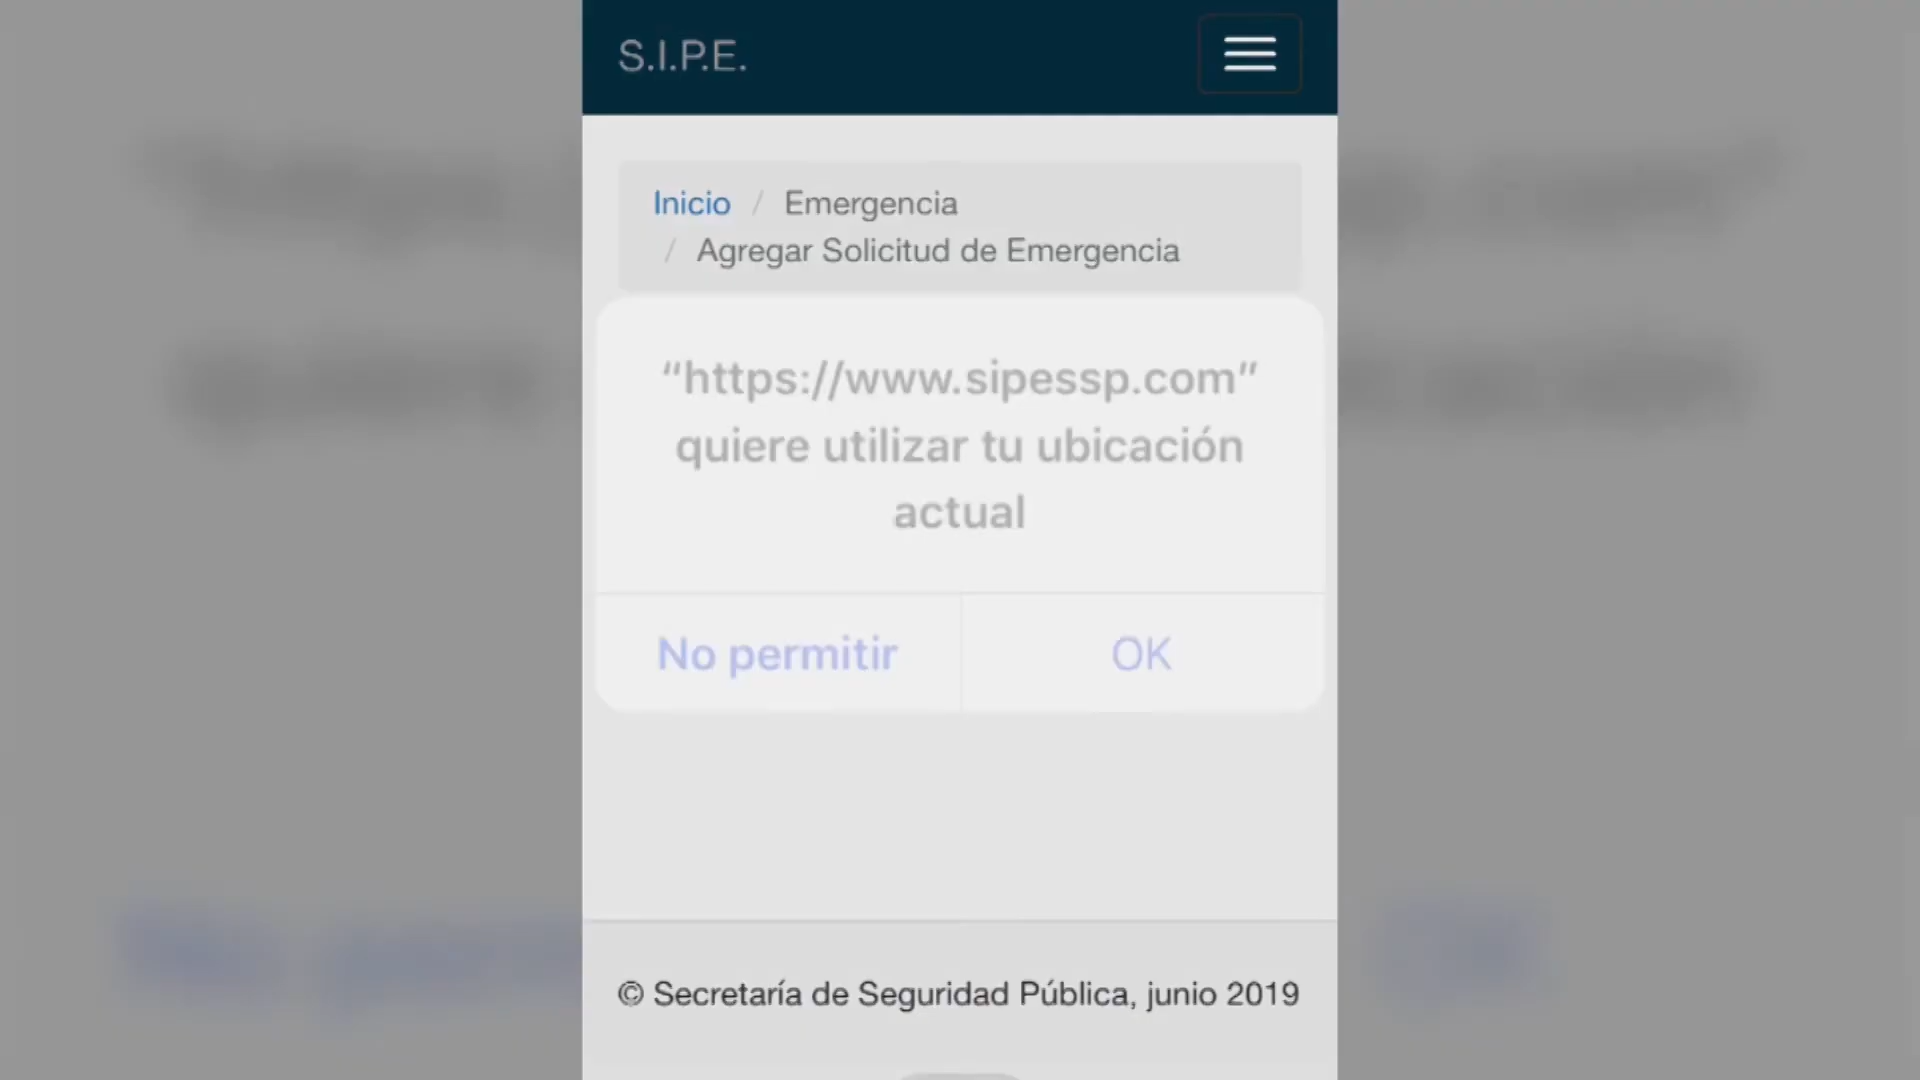 S.I.P.E.
Inicio / Emergencia
/ Agregar Solicitud de Emergencia
“https://www.sipessp.com”
quiere utilizar tu ubicación
actual
No permitir OK
© Secretaría de Seguridad Pública, junio 2019